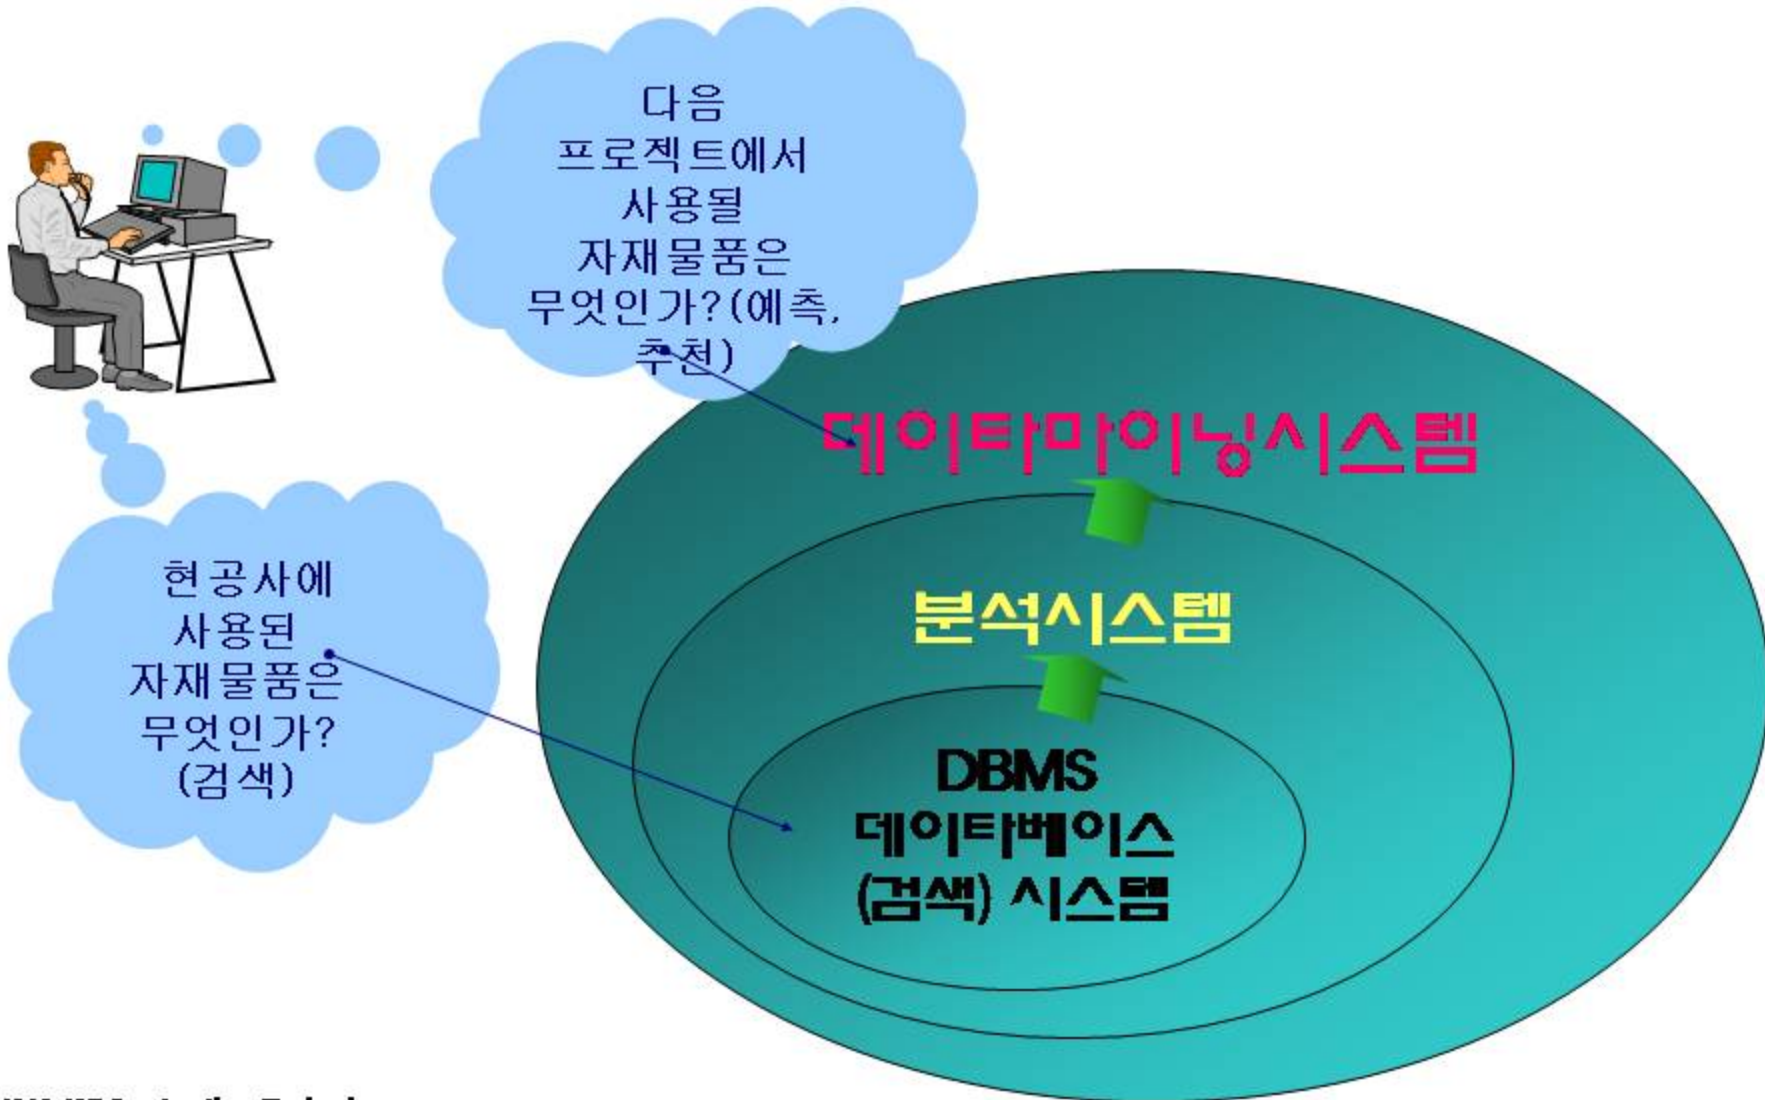 다음
프로젝트에서
사용될
자재물품은
무엇인가?(예측,
추천)
데이타마이닝시스템
분석시스템
현공사에
사용된
자재물품은
무엇인가?
(검색)
DBMS
데이타베이스
(검색) 시스템